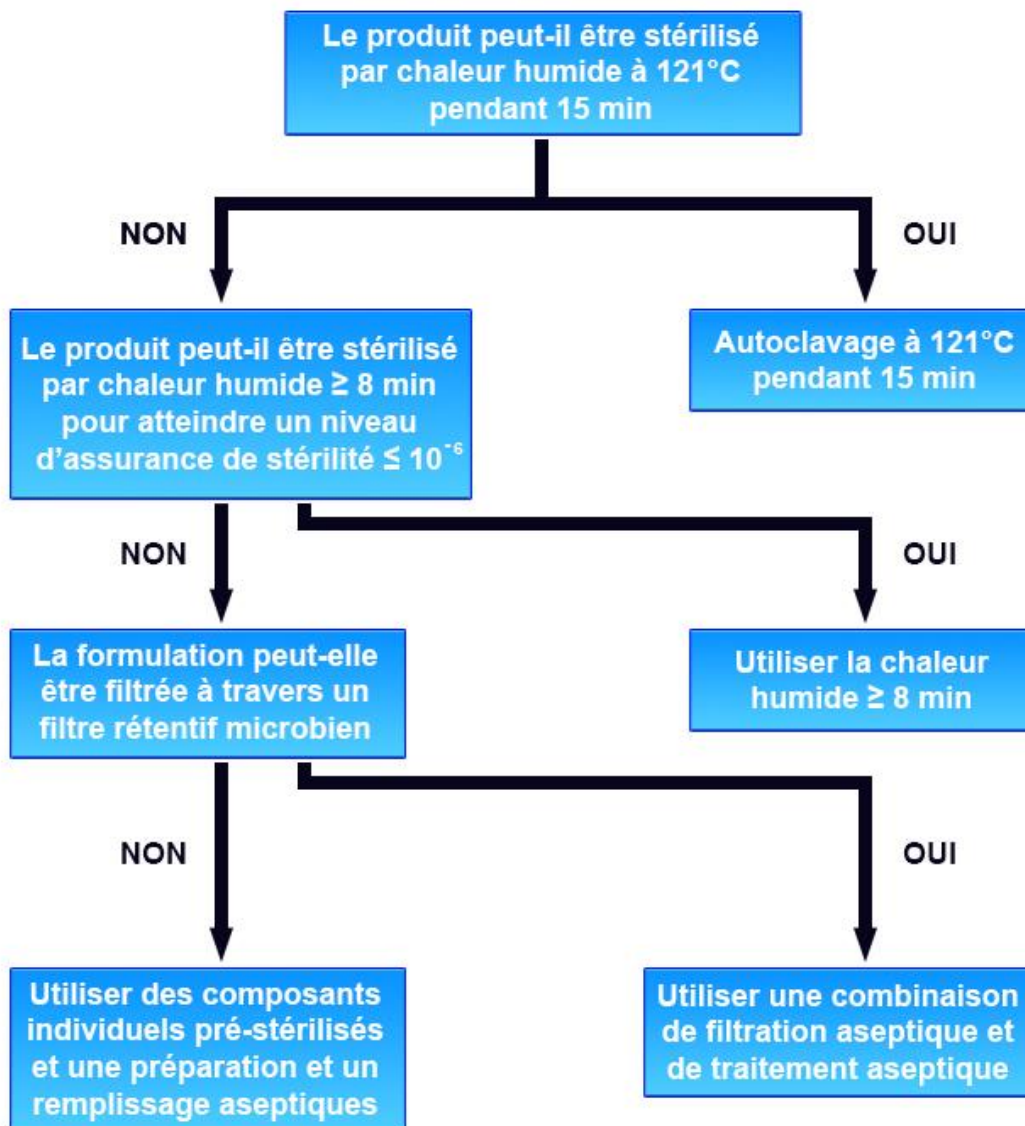 Le produit peut-il être stérilisé
par chaleur humide à 121°C
pendant 15 min
NON
OUI
Le produit peut-il être stérilisé
par chaleur humide ≥ 8 min
pour atteindre un niveau
d’assurance de stérilité ≤ 10⁻⁶
Autoclavage à 121°C
pendant 15 min
NON
OUI
La formulation peut-elle
être filtrée à travers un
filtre rétentif microbien
Utiliser la chaleur
humide ≥ 8 min
NON
OUI
Utiliser des composants
individuels pré-stérilisés
et une préparation et un
remplissage aseptiques
Utiliser une combinaison
de filtration aseptique et
de traitement aseptique